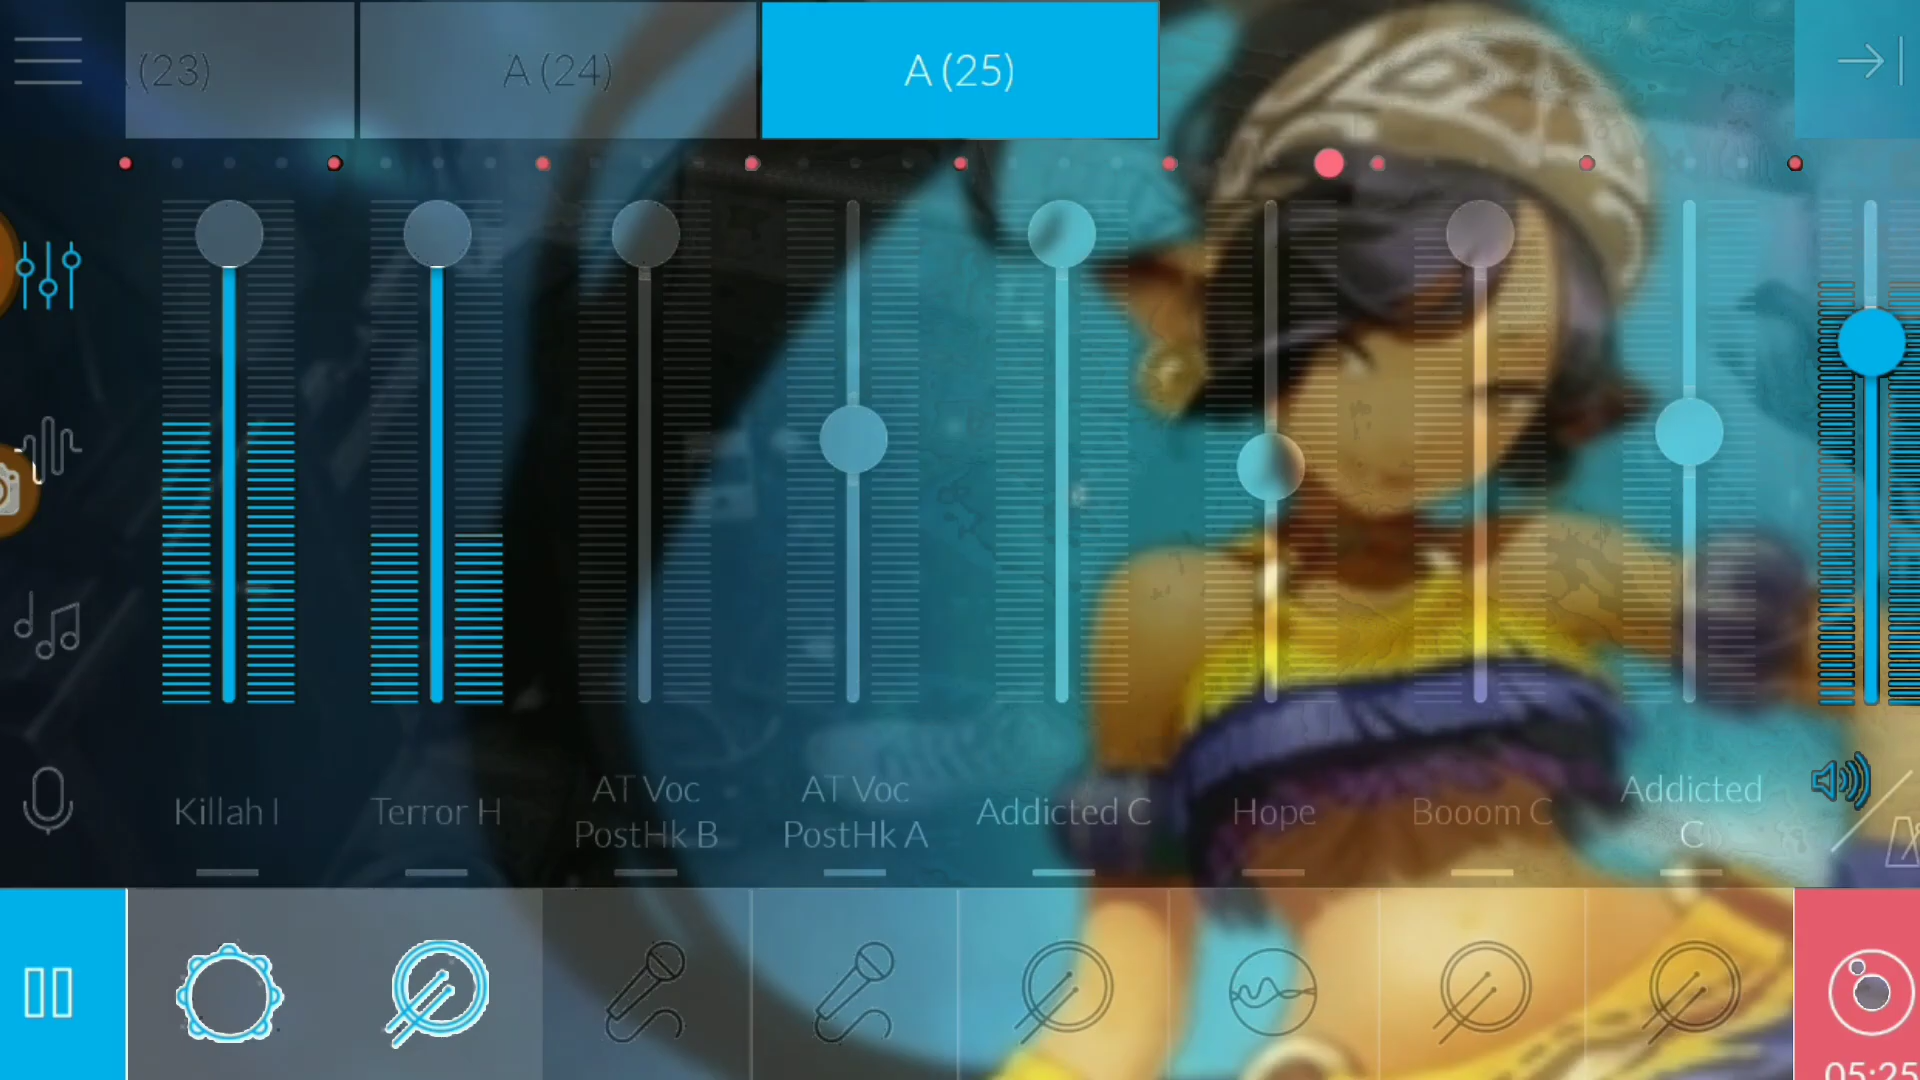 (23)
A (24)
A (25)
Killah I
Terror H
AT Voc
PostHk B
AT Voc
PostHk A
Addicted C
Hope
Booom C
Addicted
C
05:25